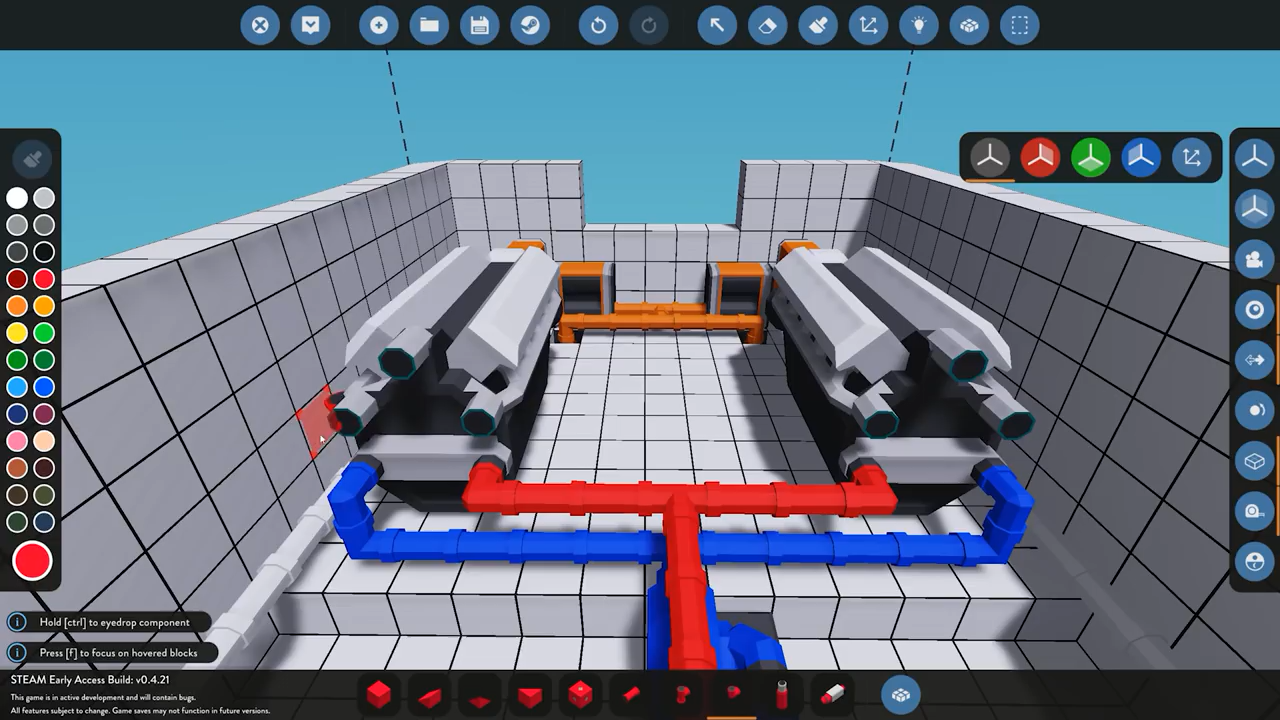 Hold [ctrl] to eyedrop component
Press [f] to focus on hovered blocks
STEAM Early Access Build: v0.4.21
This game is in active development and will contain bugs.
All features subject to change. Game saves may not function in future versions.